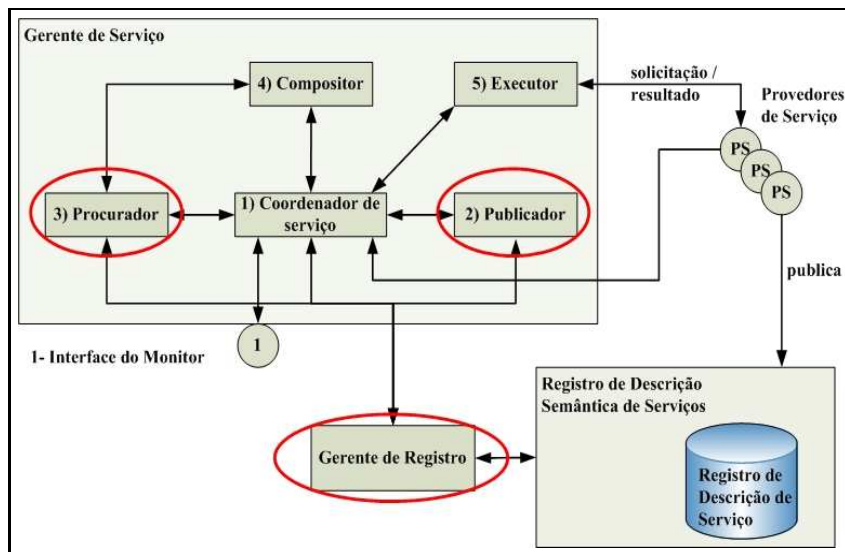 Gerente de Serviço
4) Compositor
5) Executor
solicitação /
resultado
Provedores
de Serviço
PS
PS
PS
3) Procurador
1) Coordenador de
serviço
2) Publicador
publica
1- Interface do Monitor
1
Registro de Descrição
Semântica de Serviços
Gerente de Registro
Registro de
Descrição de
Serviço